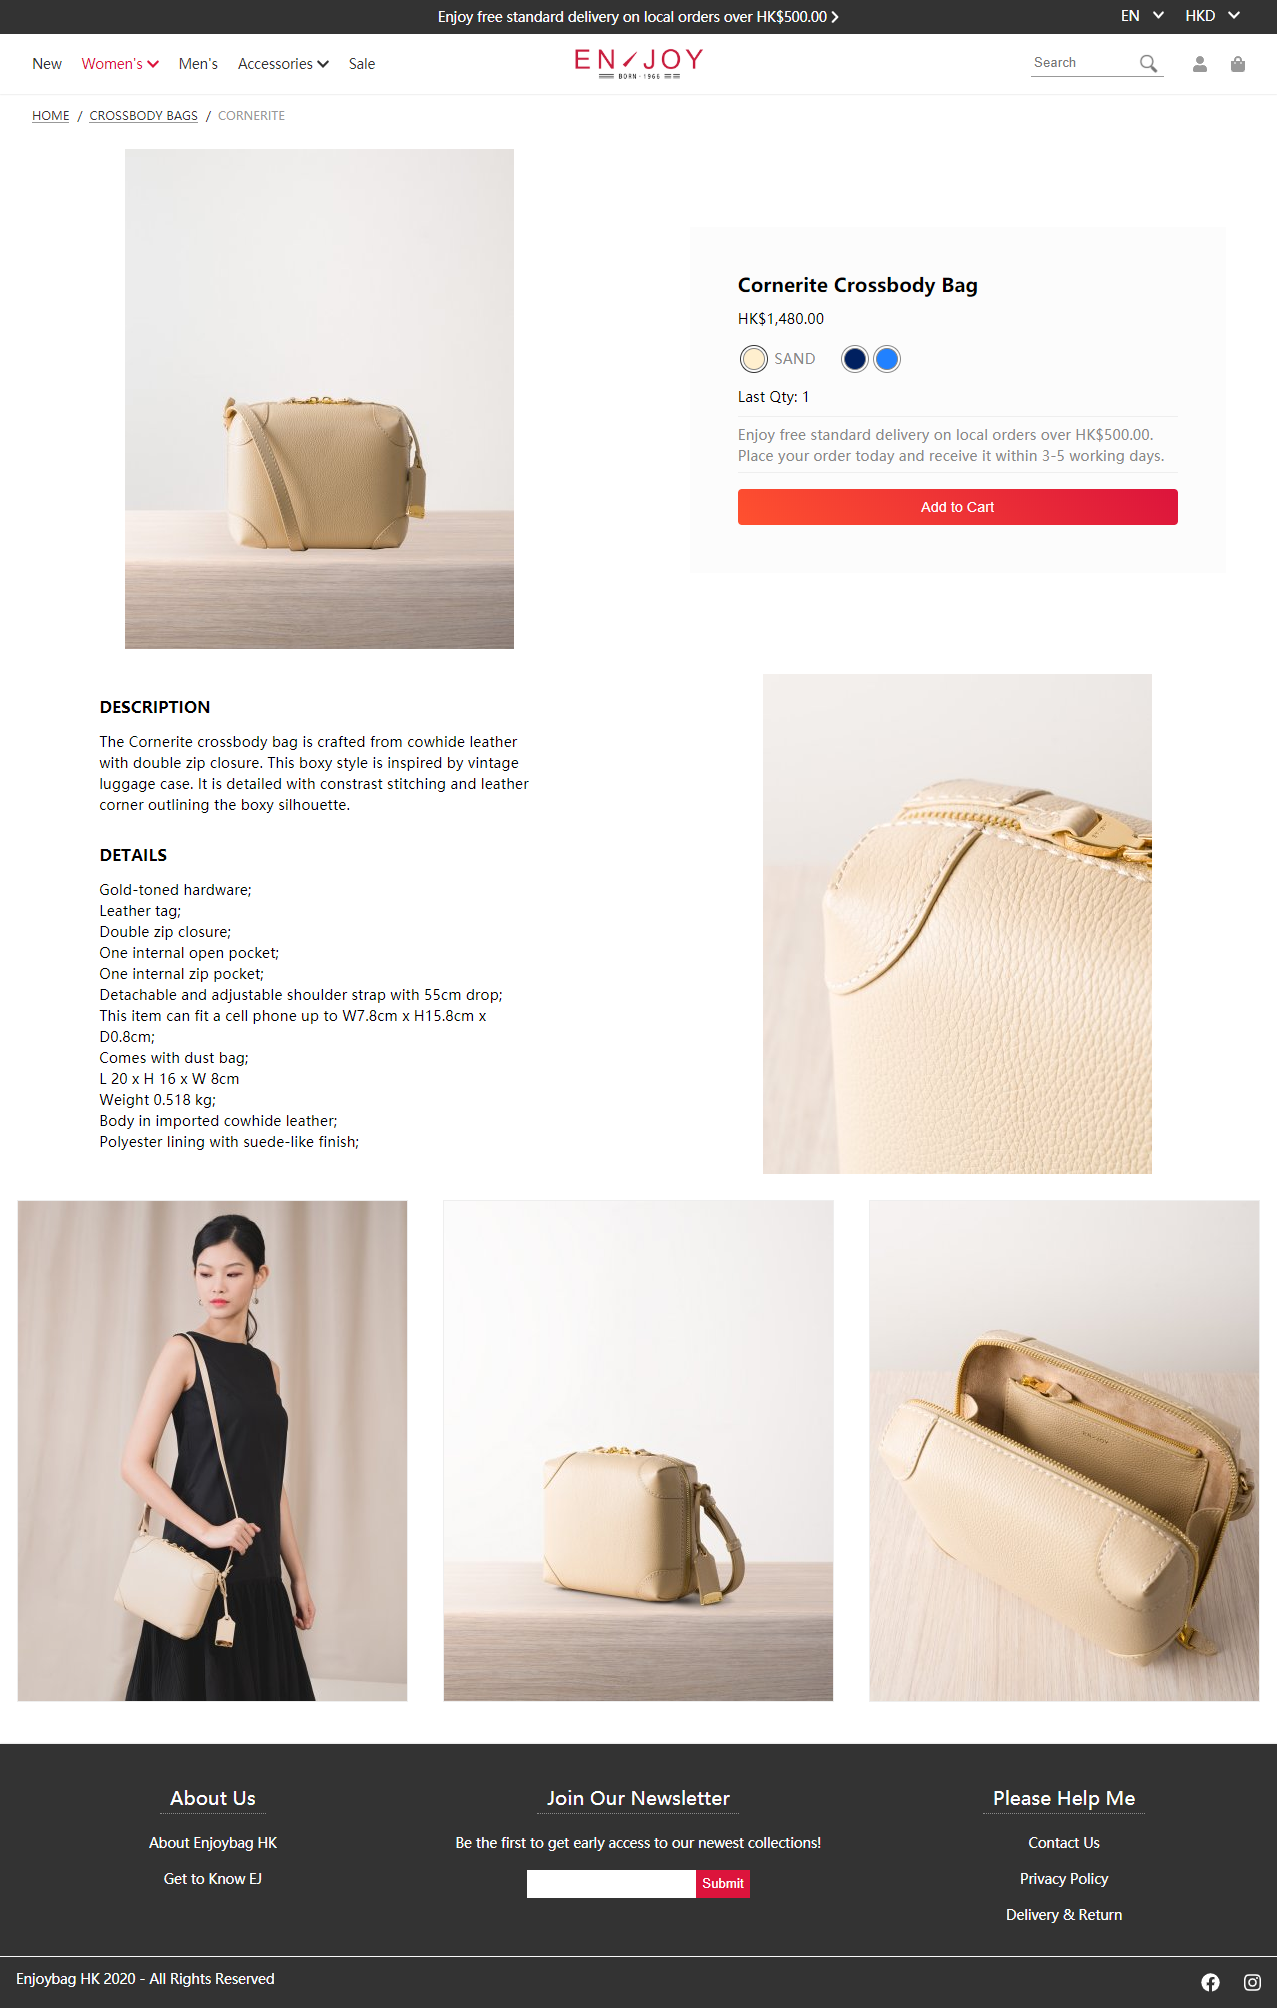 Enjoy free standard delivery on local orders over HK$500.00
EN HKD
New Women's Men's Accessories Sale
EN/JOY
BORN · 1966
Search
HOME / CROSSBODY BAGS / CORNERITE
Cornerite Crossbody Bag
HK$1,480.00
SAND
Last Qty: 1
Enjoy free standard delivery on local orders over HK$500.00.
Place your order today and receive it within 3-5 working days.
Add to Cart
DESCRIPTION
The Cornerite crossbody bag is crafted from cowhide leather
with double zip closure. This boxy style is inspired by vintage
luggage case. It is detailed with constrast stitching and leather
corner outlining the boxy silhouette.
DETAILS
Gold-toned hardware;
Leather tag;
Double zip closure;
One internal open pocket;
One internal zip pocket;
Detachable and adjustable shoulder strap with 55cm drop;
This item can fit a cell phone up to W7.8cm x H15.8cm x
D0.8cm;
Comes with dust bag;
L 20 x H 16 x W 8cm
Weight 0.518 kg;
Body in imported cowhide leather;
Polyester lining with suede-like finish;
EN/JOY
About Us
About Enjoybag HK
Get to Know EJ
Join Our Newsletter
Be the first to get early access to our newest collections!
Submit
Please Help Me
Contact Us
Privacy Policy
Delivery & Return
Enjoybag HK 2020 - All Rights Reserved